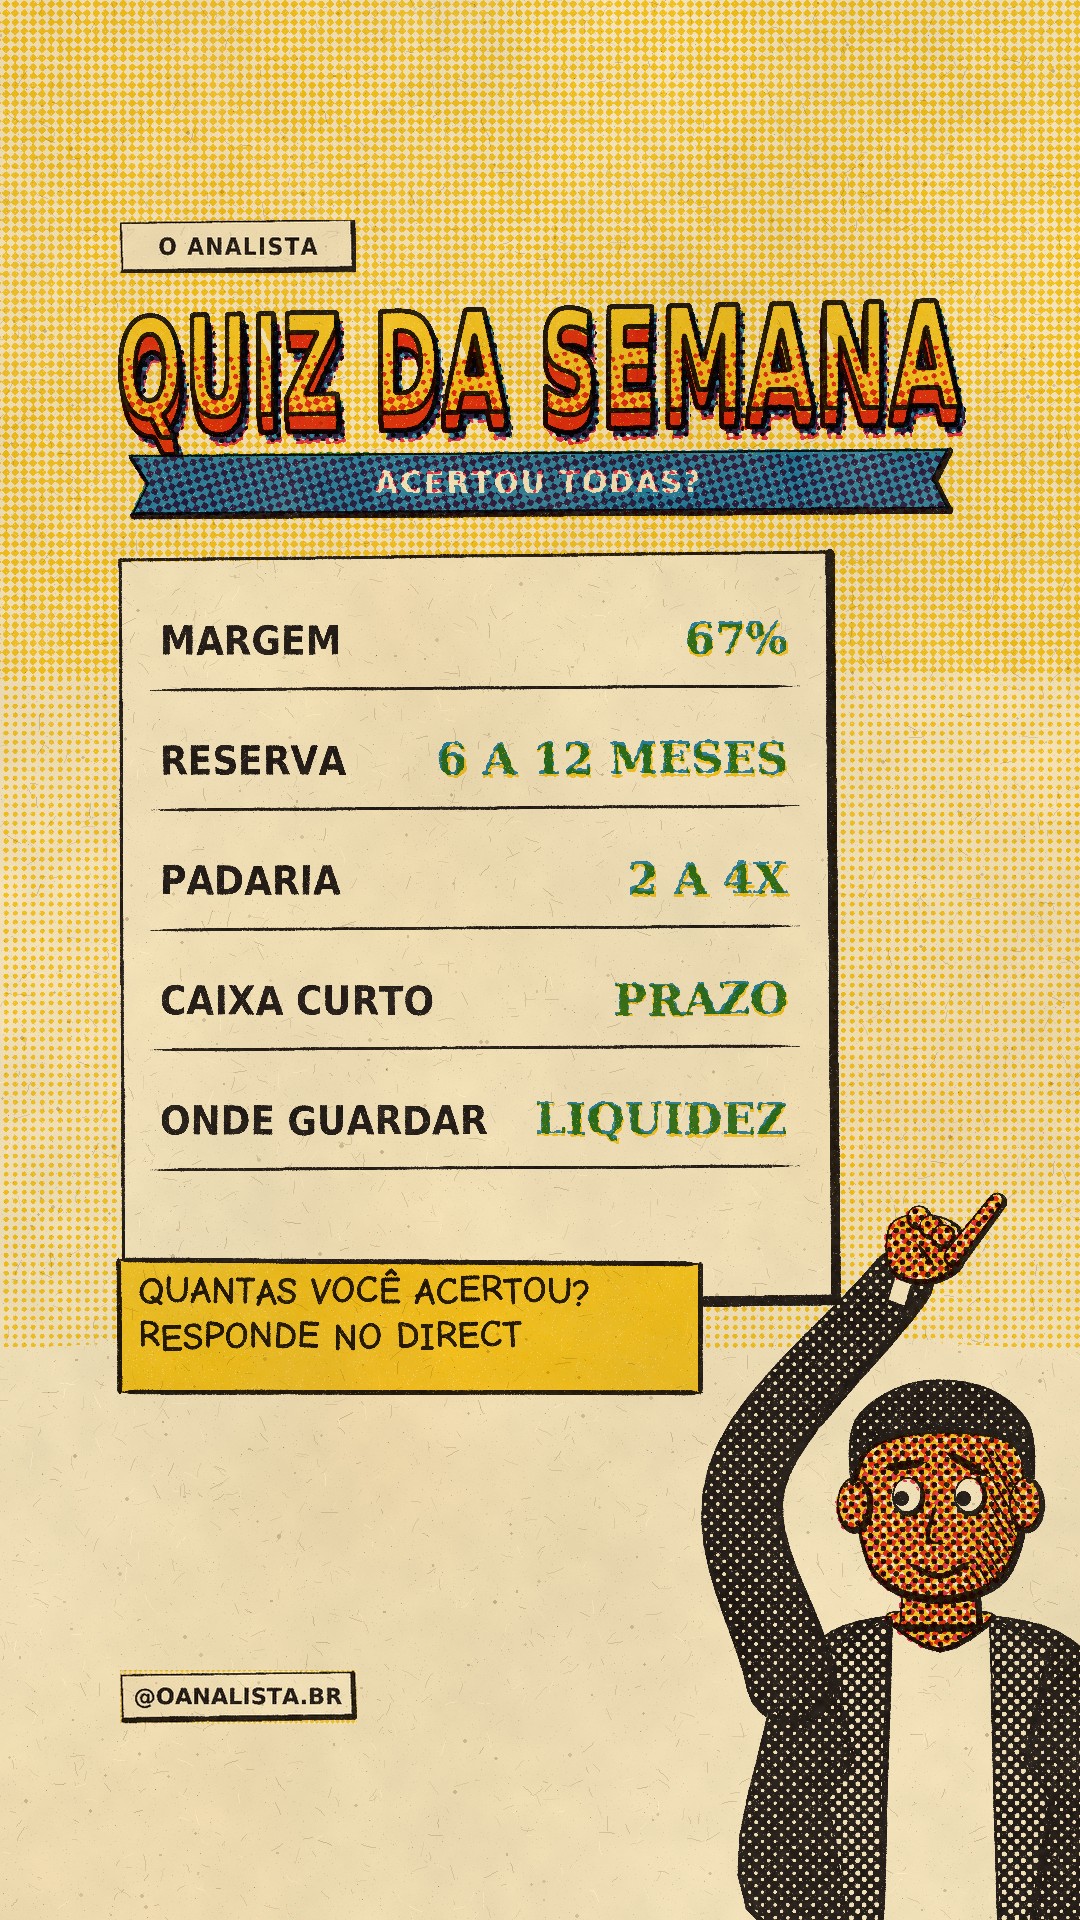 O ANALISTA
QUIZ DA SEMANA
ACERTOU TODAS?
MARGEM 67%
RESERVA 6 A 12 MESES
PADARIA 2 A 4X
CAIXA CURTO PRAZO
ONDE GUARDAR LIQUIDEZ
QUANTAS VOCÊ ACERTOU?
RESPONDE NO DIRECT
@OANALISTA.BR